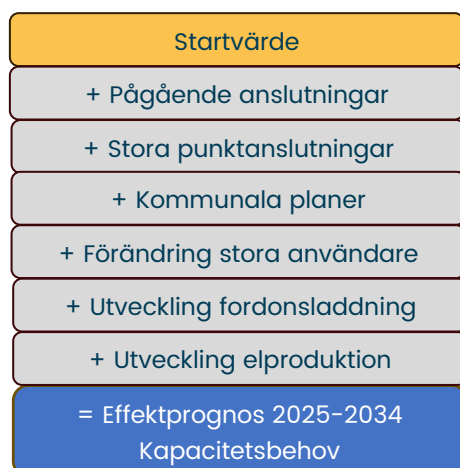 Startvärde
+ Pågående anslutningar
+ Stora punktanslutningar
+ Kommunala planer
+ Förändring stora användare
+ Utveckling fordonsladdning
+ Utveckling elproduktion
= Effektprognos 2025-2034
Kapacitetsbehov